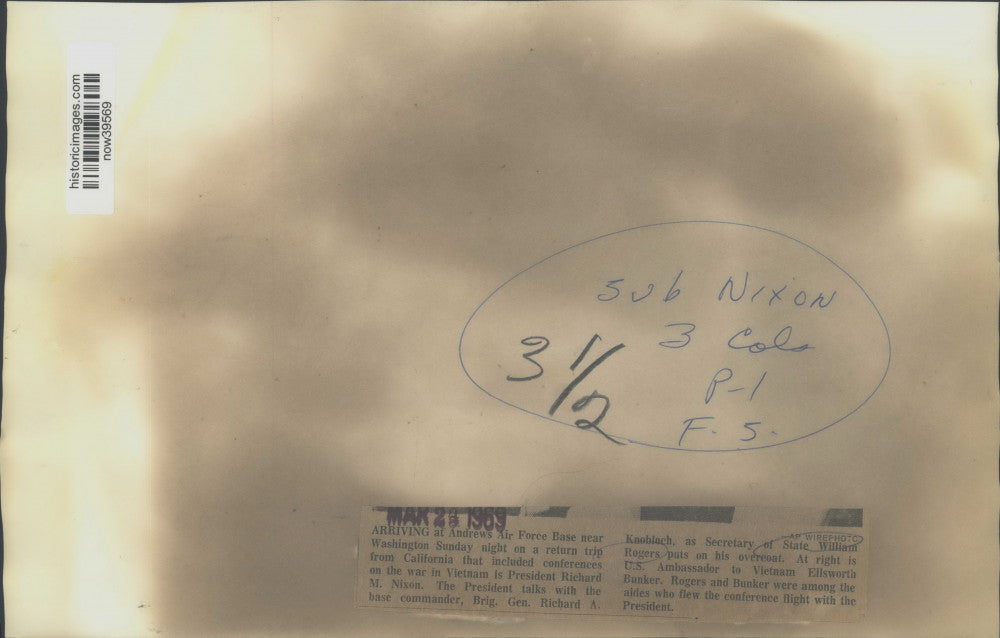 historicimages.com
now39569
Sub Nixon
3 Cols
P-1
F. S.
3 1/2
MAR 24 1969
ARRIVING at Andrews Air Force Base near
Washington Sunday night on a return trip
from California that included conferences
on the war in Vietnam is President Richard
M. Nixon. The President talks with the
base commander, Brig. Gen. Richard A.
AP WIREPHOTO
Knobloch, as Secretary of State William
Rogers puts on his overcoat. At right is
U.S. Ambassador to Vietnam Ellsworth
Bunker. Rogers and Bunker were among the
aides who flew the conference flight with the
President.